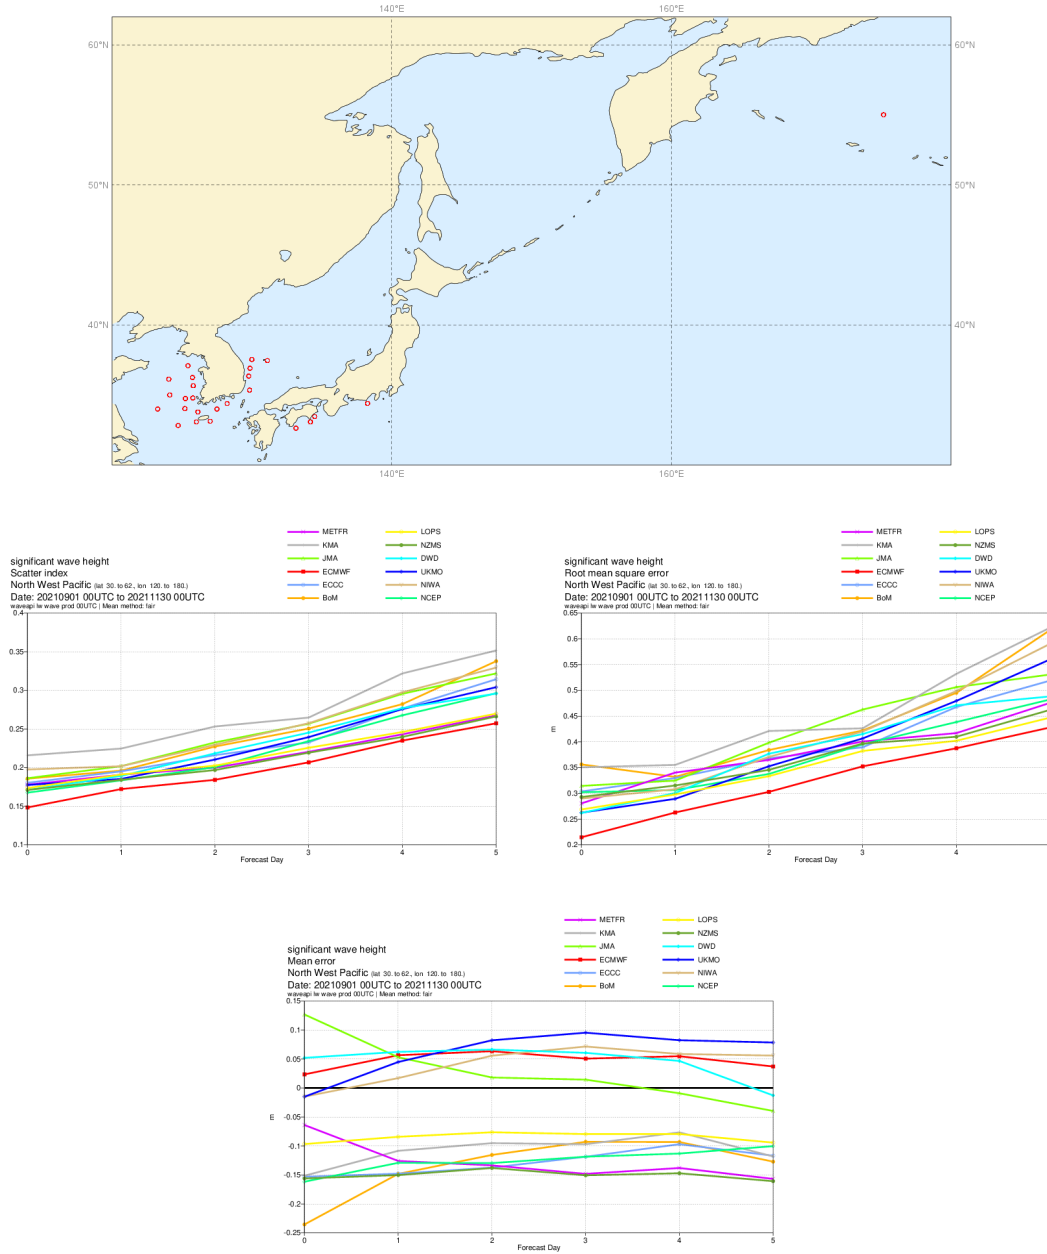 140°E 160°E
60°N 60°N
50°N 50°N
40°N 40°N
140°E 160°E
METFR LOPS
KMA NZMS
JMA DWD
ECMWF UKMO
ECCC NIWA
BoM NCEP
significant wave height
Scatter index
North West Pacific (lat 30. to 62., lon 120. to 180.)
Date: 20210901 00UTC to 20211130 00UTC
waveapi lw wave prod 00UTC | Mean method: fair
0.4
0.35
0.3
0.25
0.2
0.15
0.1
0 1 2 3 4 5
Forecast Day
METFR LOPS
KMA NZMS
JMA DWD
ECMWF UKMO
ECCC NIWA
BoM NCEP
significant wave height
Root mean square error
North West Pacific (lat 30. to 62., lon 120. to 180.)
Date: 20210901 00UTC to 20211130 00UTC
waveapi lw wave prod 00UTC | Mean method: fair
0.65
0.6
0.55
0.5
0.45
0.4
0.35
0.3
0.25
0.2
m
0 1 2 3 4
Forecast Day
METFR LOPS
KMA NZMS
JMA DWD
ECMWF UKMO
ECCC NIWA
BoM NCEP
significant wave height
Mean error
North West Pacific (lat 30. to 62., lon 120. to 180.)
Date: 20210901 00UTC to 20211130 00UTC
waveapi lw wave prod 00UTC | Mean method: fair
0.15
0.1
0.05
0
-0.05
-0.1
-0.15
-0.2
-0.25
m
0 1 2 3 4 5
Forecast Day